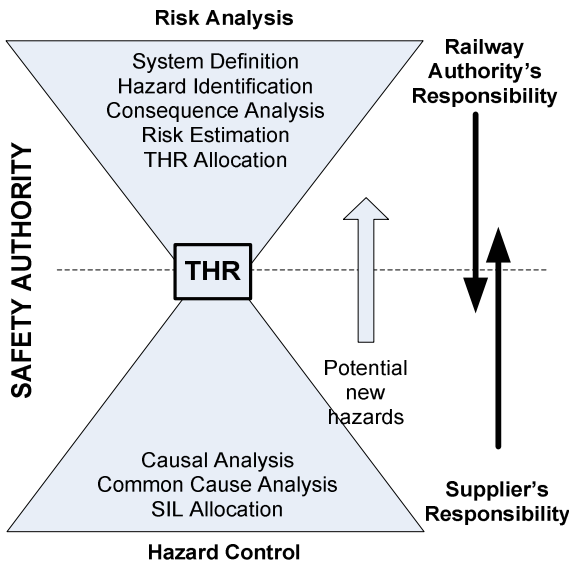 Risk Analysis
System Definition
Hazard Identification
Consequence Analysis
Risk Estimation
THR Allocation
Railway
Authority's
Responsibility
SAFETY AUTHORITY
THR
Potential
new
hazards
Causal Analysis
Common Cause Analysis
SIL Allocation
Supplier's
Responsibility
Hazard Control